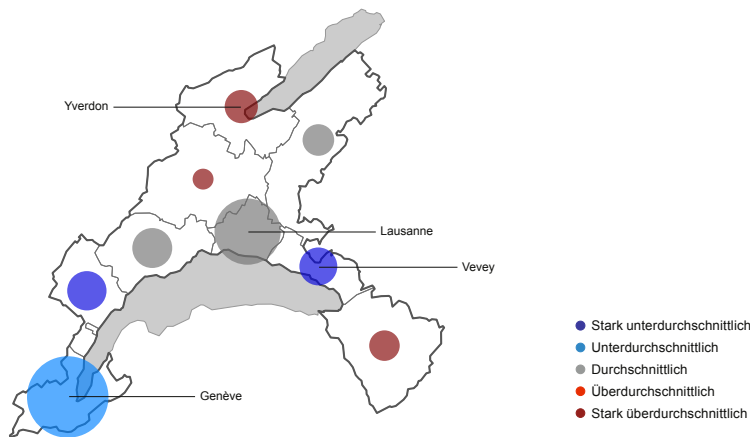 Yverdon
Lausanne
Vevey
Genève
Stark unterdurchschnittlich
Unterdurchschnittlich
Durchschnittlich
Überdurchschnittlich
Stark überdurchschnittlich